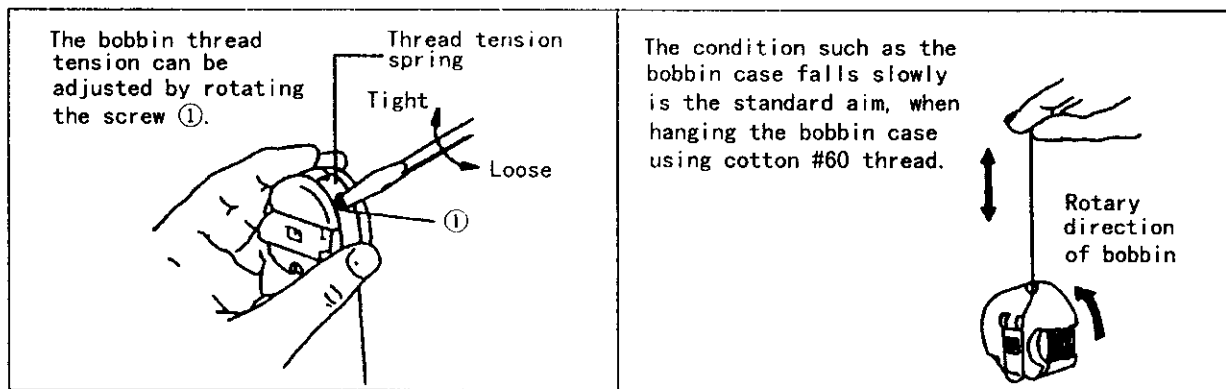 The bobbin thread
tension can be
adjusted by rotating
the screw ①.
Thread tension
spring
Tight
Loose
①
The condition such as the
bobbin case falls slowly
is the standard aim, when
hanging the bobbin case
using cotton #60 thread.
Rotary
direction
of bobbin